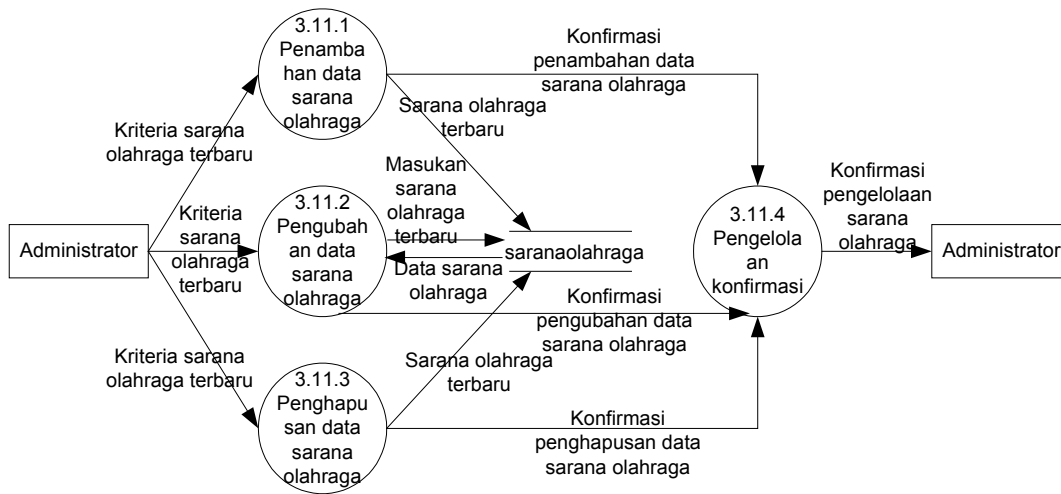 3.11.1
Penamba
han data
sarana
olahraga
Konfirmasi
penambahan data
sarana olahraga
Sarana olahraga
terbaru
Kriteria sarana
olahraga terbaru
Masukan
sarana
olahraga
terbaru
Administrator
Kriteria
sarana
olahraga
terbaru
3.11.2
Pengubah
an data
sarana
olahraga
saranaolahraga
Data sarana
olahraga
3.11.4
Pengelola
an
konfirmasi
Konfirmasi
pengelolaan
sarana
olahraga
Administrator
Konfirmasi
pengubahan data
sarana olahraga
Kriteria sarana
olahraga terbaru
Sarana olahraga
terbaru
3.11.3
Penghapu
san data
sarana
olahraga
Konfirmasi
penghapusan data
sarana olahraga